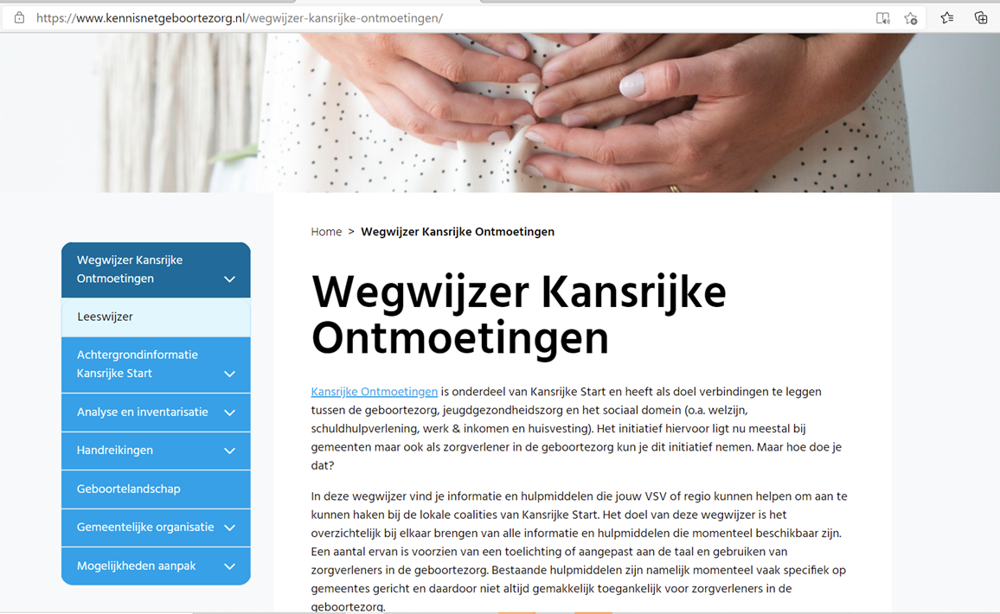 https://www.kennisnetgeboortezorg.nl/wegwijzer-kansrijke-ontmoetingen/
Home > Wegwijzer Kansrijke Ontmoetingen
Wegwijzer Kansrijke
Ontmoetingen
Leeswijzer
Achtergrondinformatie
Kansrijke Start
Analyse en inventarisatie
Handreikingen
Geboortelandschap
Gemeentelijke organisatie
Mogelijkheden aanpak
Wegwijzer Kansrijke
Ontmoetingen
Kansrijke Ontmoetingen is onderdeel van Kansrijke Start en heeft als doel verbindingen te leggen
tussen de geboortezorg, jeugdgezondheidszorg en het sociaal domein (o.a. welzijn,
schuldhulpverlening, werk & inkomen en huisvesting). Het initiatief hiervoor ligt nu meestal bij
gemeenten maar ook als zorgverlener in de geboortezorg kun je dit initiatief nemen. Maar hoe doe je
dat?
In deze wegwijzer vind je informatie en hulpmiddelen die jouw VSV of regio kunnen helpen om aan te
kunnen haken bij de lokale coalities van Kansrijke Start. Het doel van deze wegwijzer is het
overzichtelijk bij elkaar brengen van alle informatie en hulpmiddelen die momenteel beschikbaar zijn.
Een aantal ervan is voorzien van een toelichting of aangepast aan de taal en gebruiken van
zorgverleners in de geboortezorg. Bestaande hulpmiddelen zijn namelijk momenteel vaak specifiek op
gemeentes gericht en daardoor niet altijd gemakkelijk toegankelijk voor zorgverleners in de
geboortezorg.